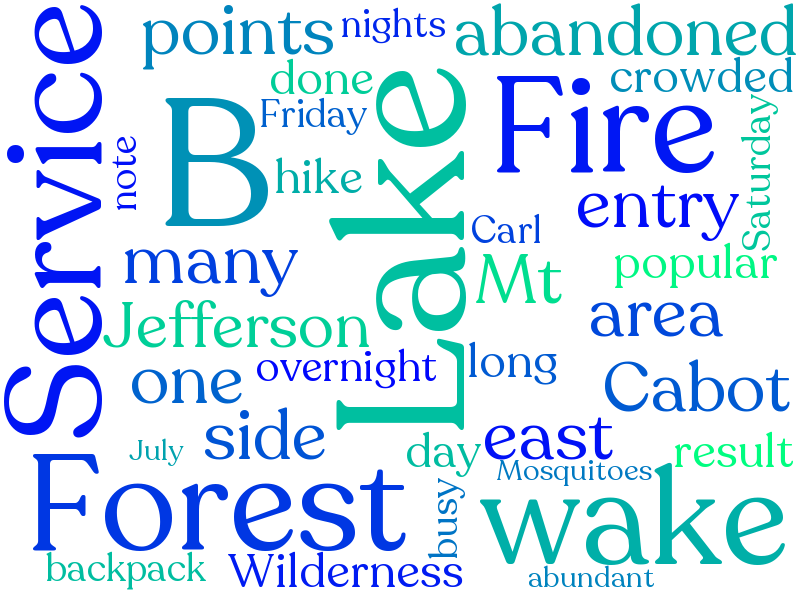 points
nights
abandoned
Service
done
crowded
Friday
B
Lake
Fire
Saturday
note
hike
entry
Carl
many
Mt
popular
Jefferson
area
overnight
long
one
Cabot
side
day
east
July
result
Forest
busy
Mosquitoes
wake
backpack
Wilderness
abundant